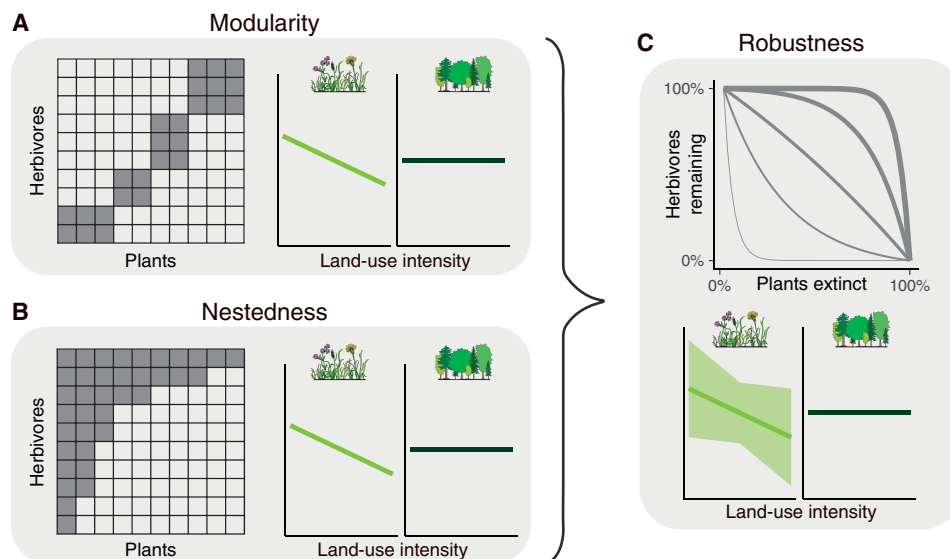 A
Modularity
Herbivores
Plants
Land-use intensity
B
Nestedness
Herbivores
Plants
Land-use intensity
C
Robustness
100%
Herbivores
remaining
0%
0%
Plants extinct
100%
Land-use intensity